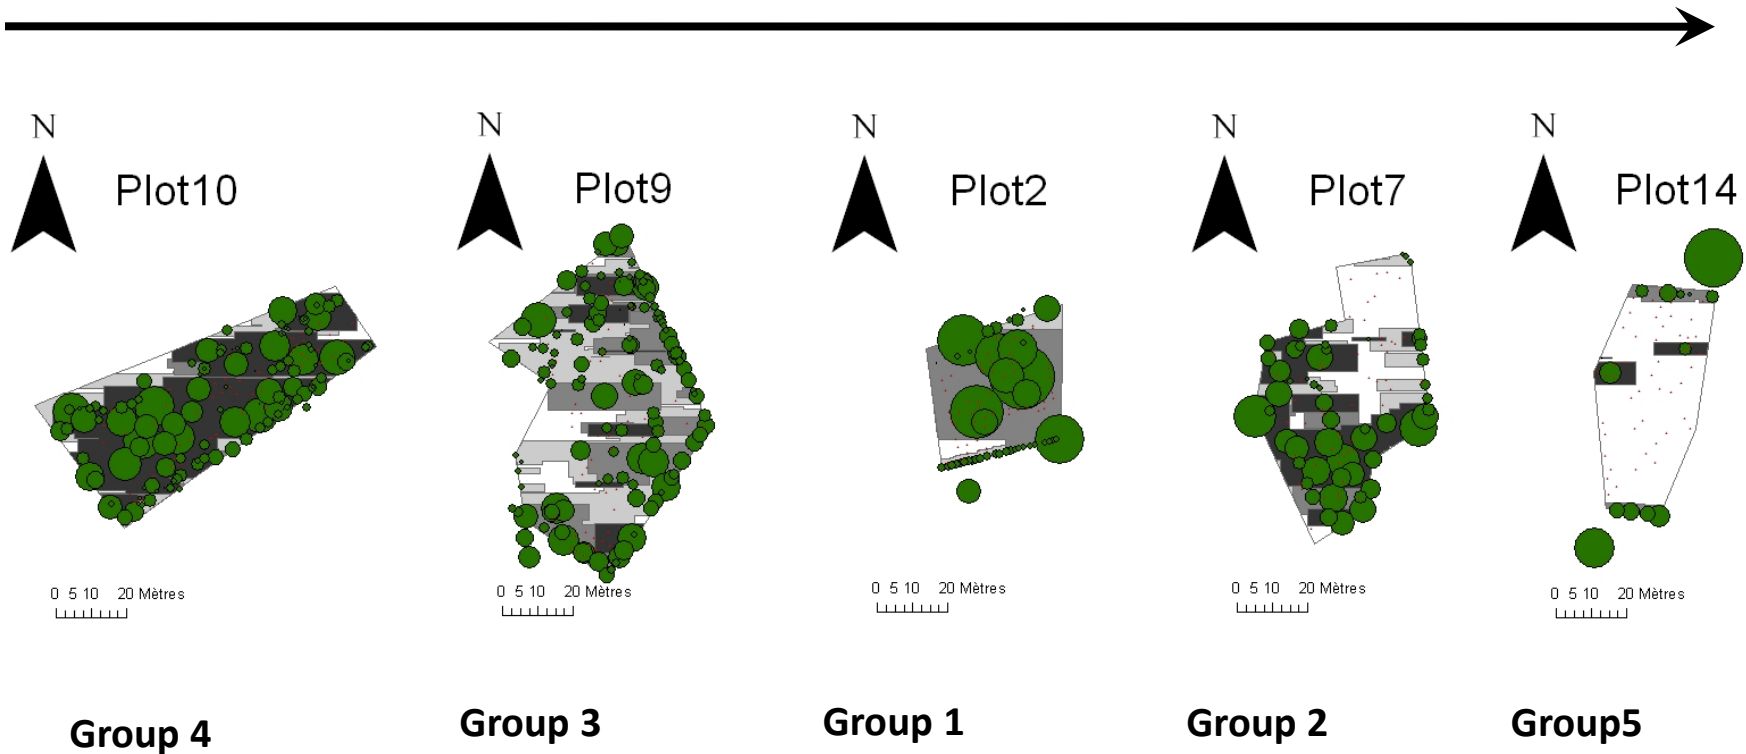 N N N N N
Plot10 Plot9 Plot2 Plot7 Plot14
0 5 10 20 Mètres 0 5 10 20 Mètres 0 5 10 20 Mètres 0 5 10 20 Mètres 0 5 10 20 Mètres
Group 4 Group 3 Group 1 Group 2 Group5